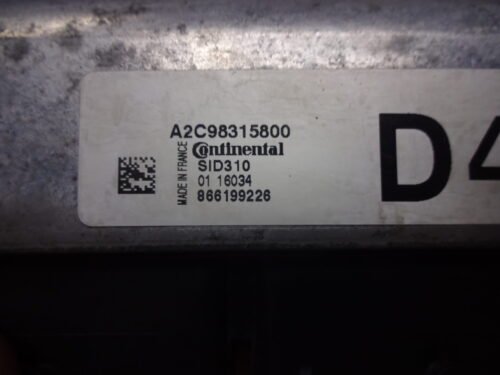 A2C98315800
Continental
SID310
01 16034
866199226
MADE IN FRANCE
D4